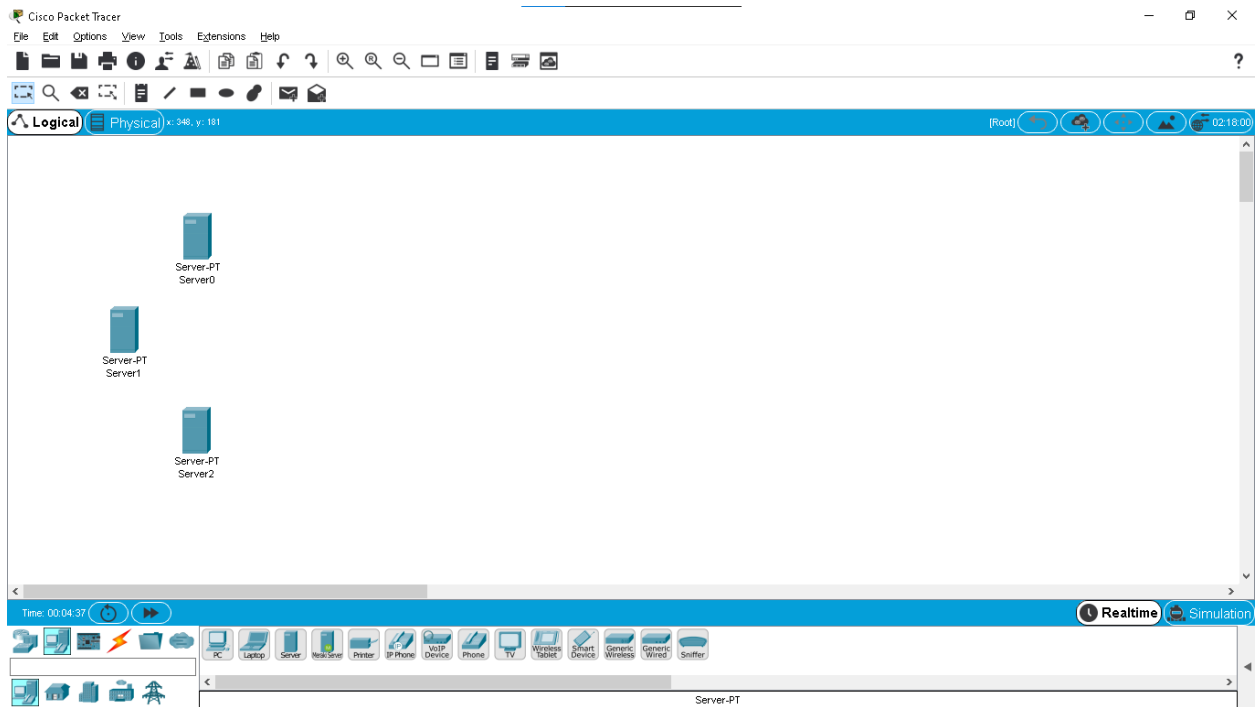 Cisco Packet Tracer
File Edit Options View Tools Extensions Help
?
Logical Physical x: 348, y: 181 [Root] 02:18:00
Server-PT
Server0
Server-PT
Server1
Server-PT
Server2
Time: 00:04:37 Realtime Simulation
PC Laptop Server Meraki Server Printer IP Phone VoIP Device Phone TV Wireless Tablet Smart Device Generic Wireless Generic Wired Sniffer
Server-PT